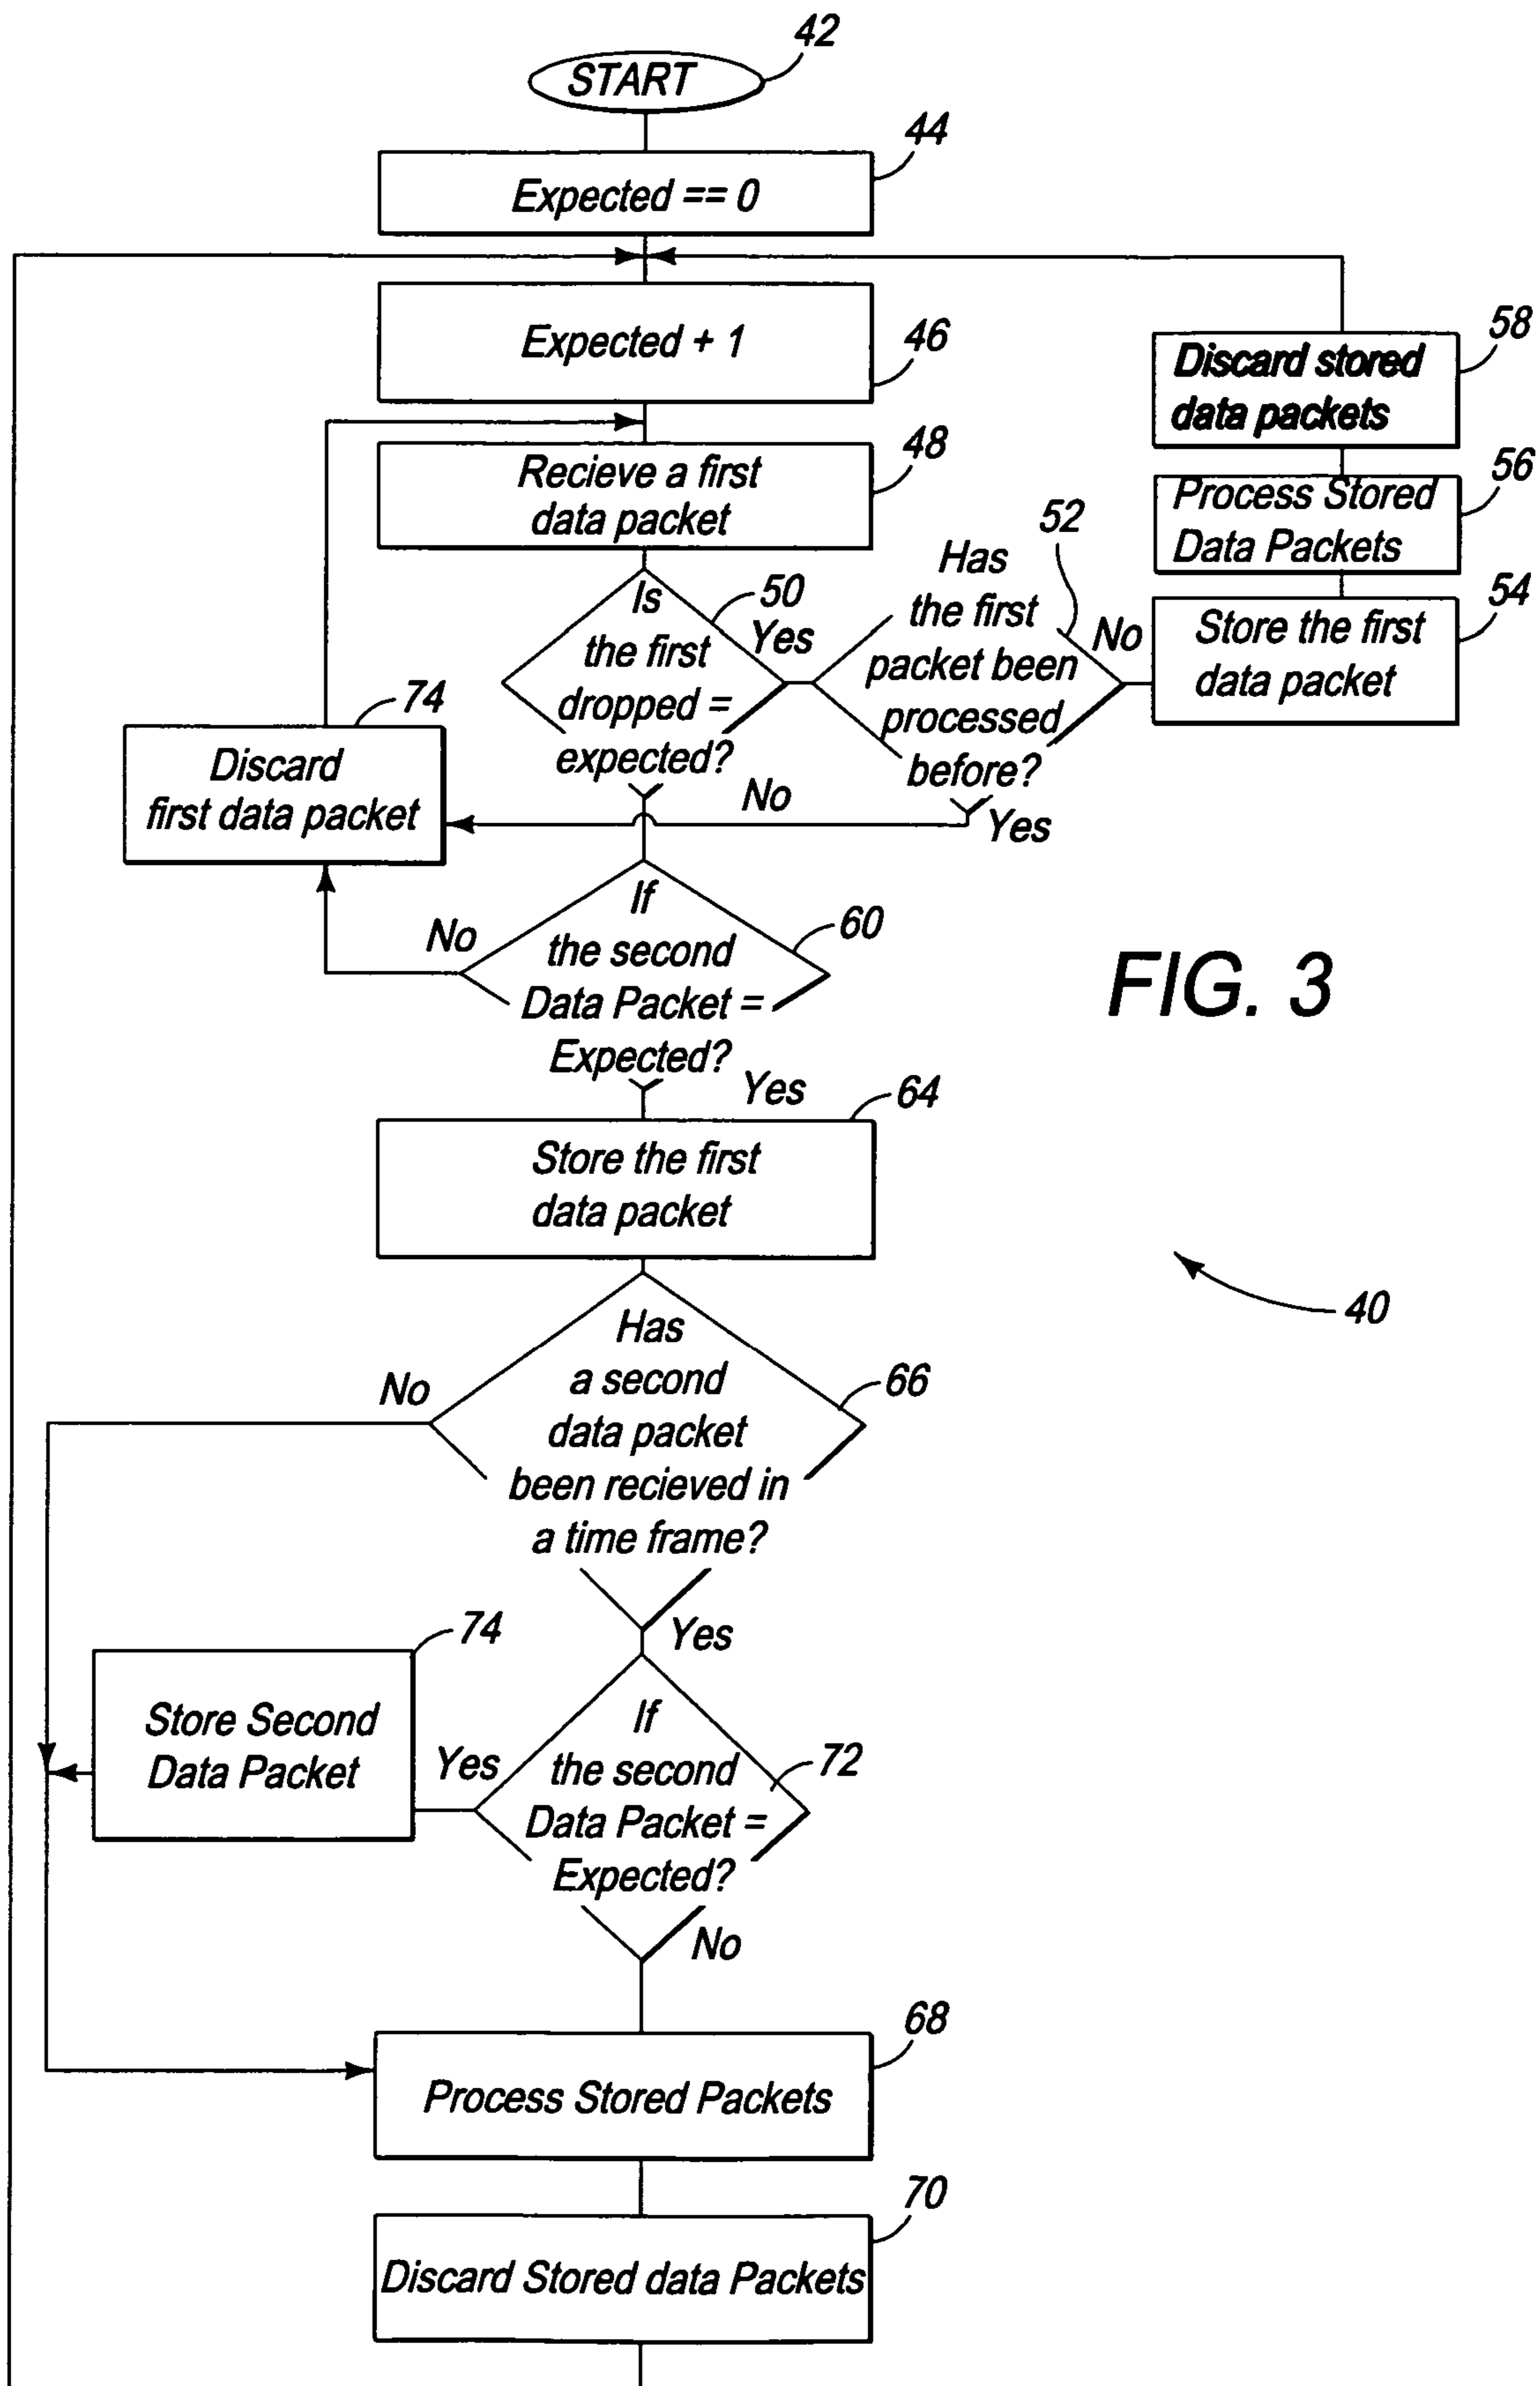 START
42
44
Expected == 0
Expected + 1
46
58
Discard stored
data packets
48
Recieve a first
data packet
56
Process Stored
Data Packets
52
Has
the first
packet been
processed
before?
No
Yes
54
Store the first
data packet
50
Is
the first
dropped =
expected?
Yes
No
74
Discard
first data packet
If
the second
Data Packet =
Expected?
60
No
Yes
FIG. 3
64
Store the first
data packet
40
Has
a second
data packet
been recieved in
a time frame?
66
No
Yes
74
Store Second
Data Packet
Yes
If
the second
Data Packet =
Expected?
72
No
68
Process Stored Packets
70
Discard Stored data Packets